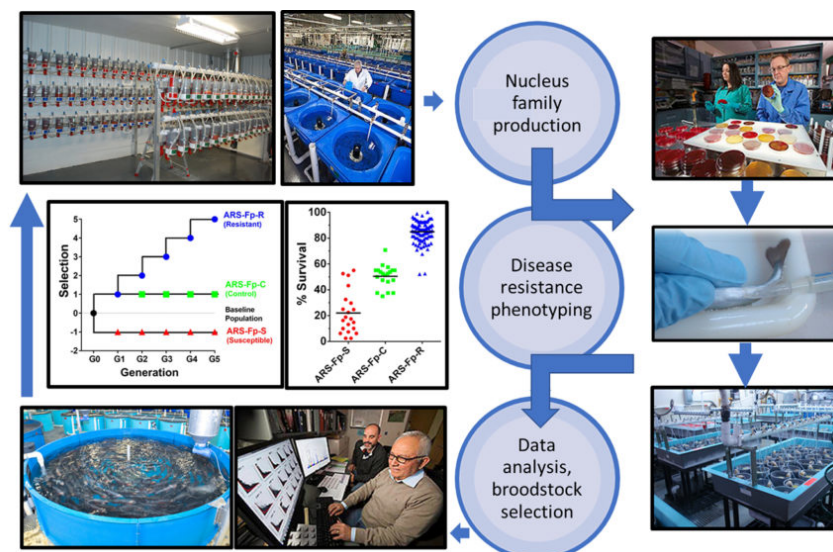 Nucleus
family
production
Disease
resistance
phenotyping
Data
analysis,
broodstock
selection
Selection
5
4
3
2
1
0
-1
-2
ARS-Fp-R
(Resistant)
ARS-Fp-C
(Control)
Baseline
Population
ARS-Fp-S
(Susceptible)
G0 G1 G2 G3 G4 G5
Generation
% Survival
100
80
60
40
20
0
ARS-Fp-S
ARS-Fp-C
ARS-Fp-R